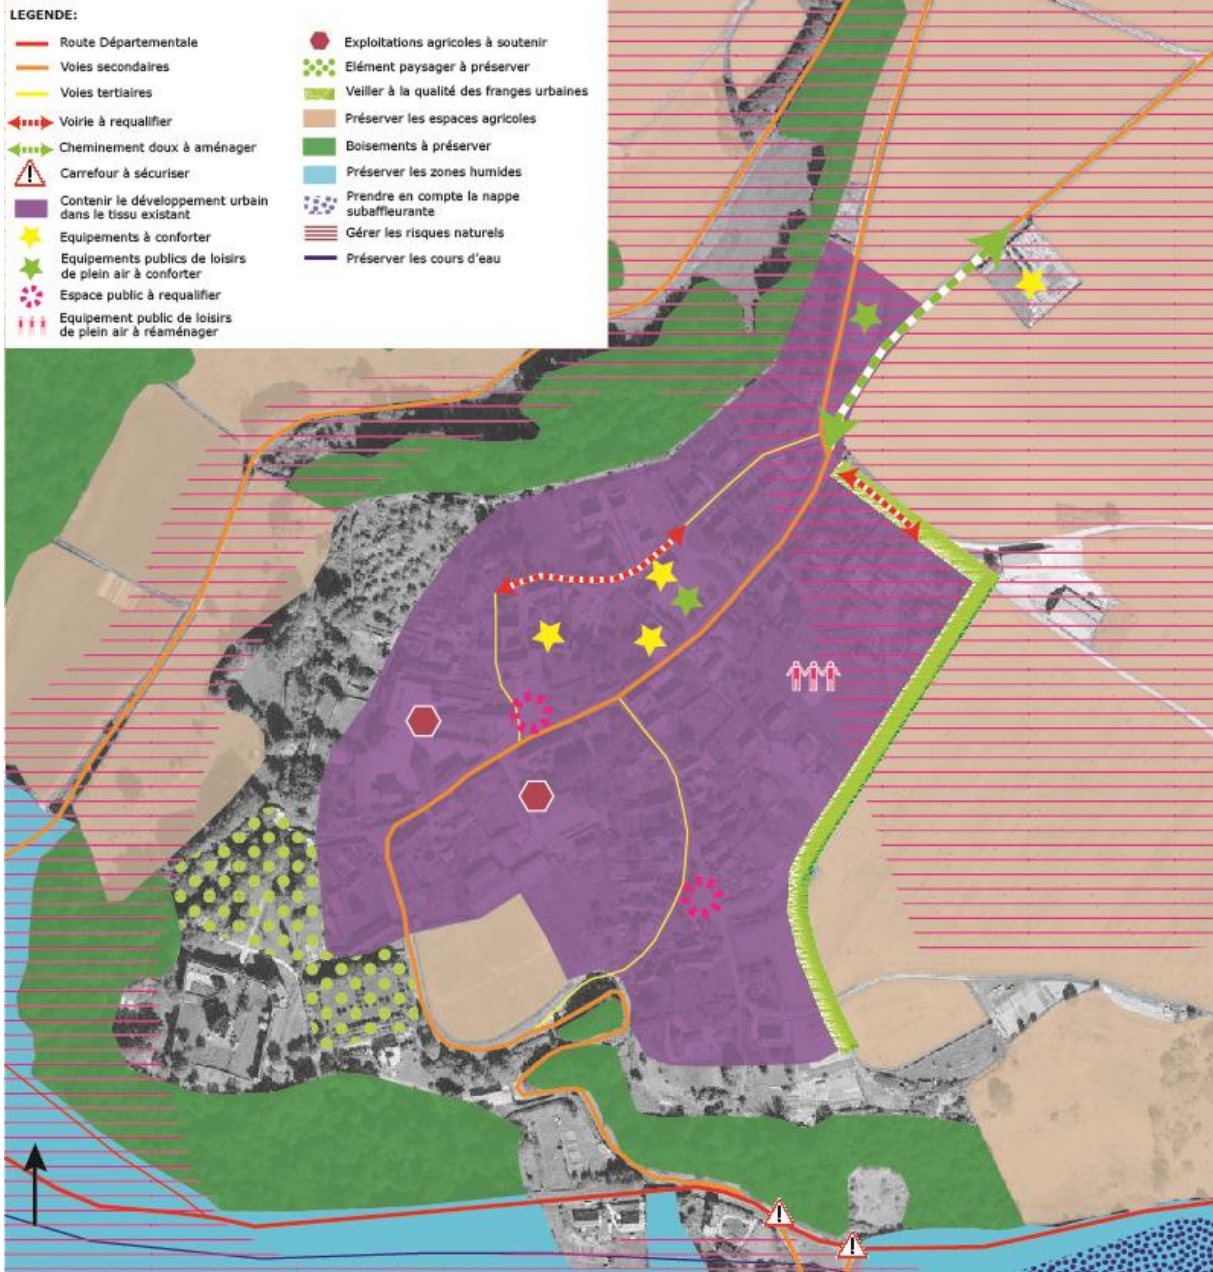 LEGENDE:
Route Départementale
Voies secondaires
Voies tertiaires
Voirie à requalifier
Cheminement doux à aménager
Carrefour à sécuriser
Contenir le développement urbain
dans le tissu existant
Equipements à conforter
Equipements publics de loisirs
de plein air à conforter
Espace public à requalifier
Equipement public de loisirs
de plein air à réaménager
Exploitations agricoles à soutenir
Elément paysager à préserver
Veiller à la qualité des franges urbaines
Préserver les espaces agricoles
Boisements à préserver
Préserver les zones humides
Prendre en compte la nappe
subaffleurante
Gérer les risques naturels
Préserver les cours d'eau